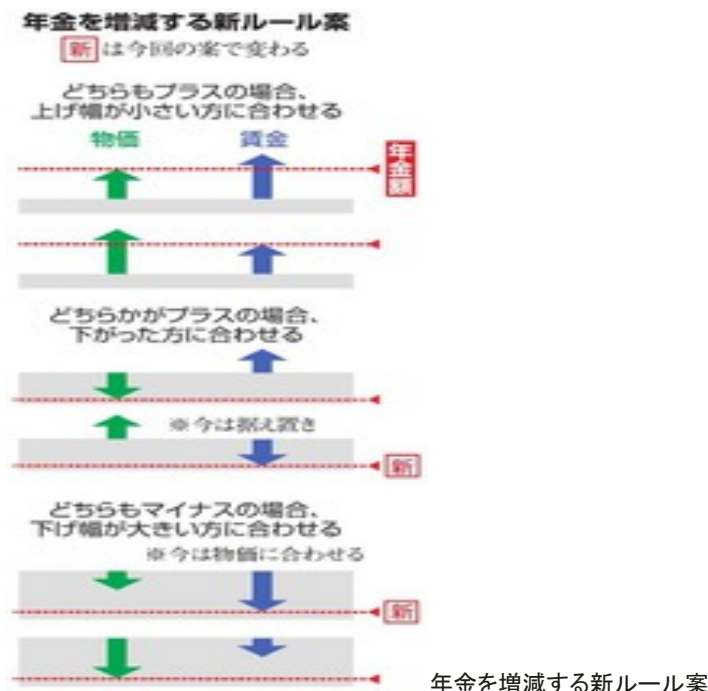 年金を増減する新ルール案
新は今回の案で変わる
どちらもプラスの場合、
上げ幅が小さい方に合わせる
物価 賃金
年金額
どちらかがプラスの場合、
下がった方に合わせる
※今は据え置き
新
どちらもマイナスの場合、
下げ幅が大きい方に合わせる
※今は物価に合わせる
新
年金を増減する新ルール案